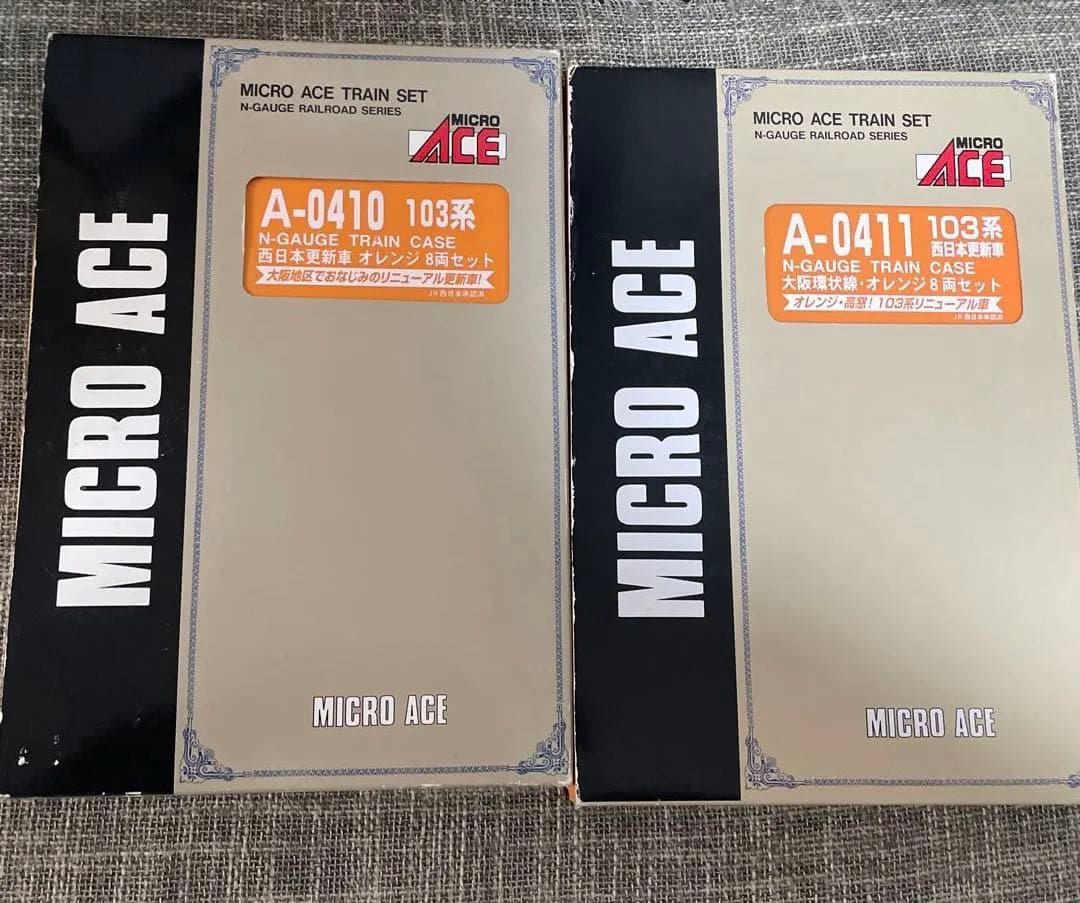 MICRO ACE
MICRO ACE TRAIN SET
N-GAUGE RAILROAD SERIES
MICRO
ACE
A-0410 103系
N-GAUGE TRAIN CASE
西日本更新車 オレンジ 8両セット
大阪地区でおなじみのリニューアル更新車!
JR西日本承認済
MICRO ACE
MICRO ACE
MICRO ACE TRAIN SET
N-GAUGE RAILROAD SERIES
MICRO
ACE
A-0411 103系
西日本更新車
N-GAUGE TRAIN CASE
大阪環状線・オレンジ8両セット
オレンジ・高窓!103系リニューアル車
JR西日本承認済
MICRO ACE